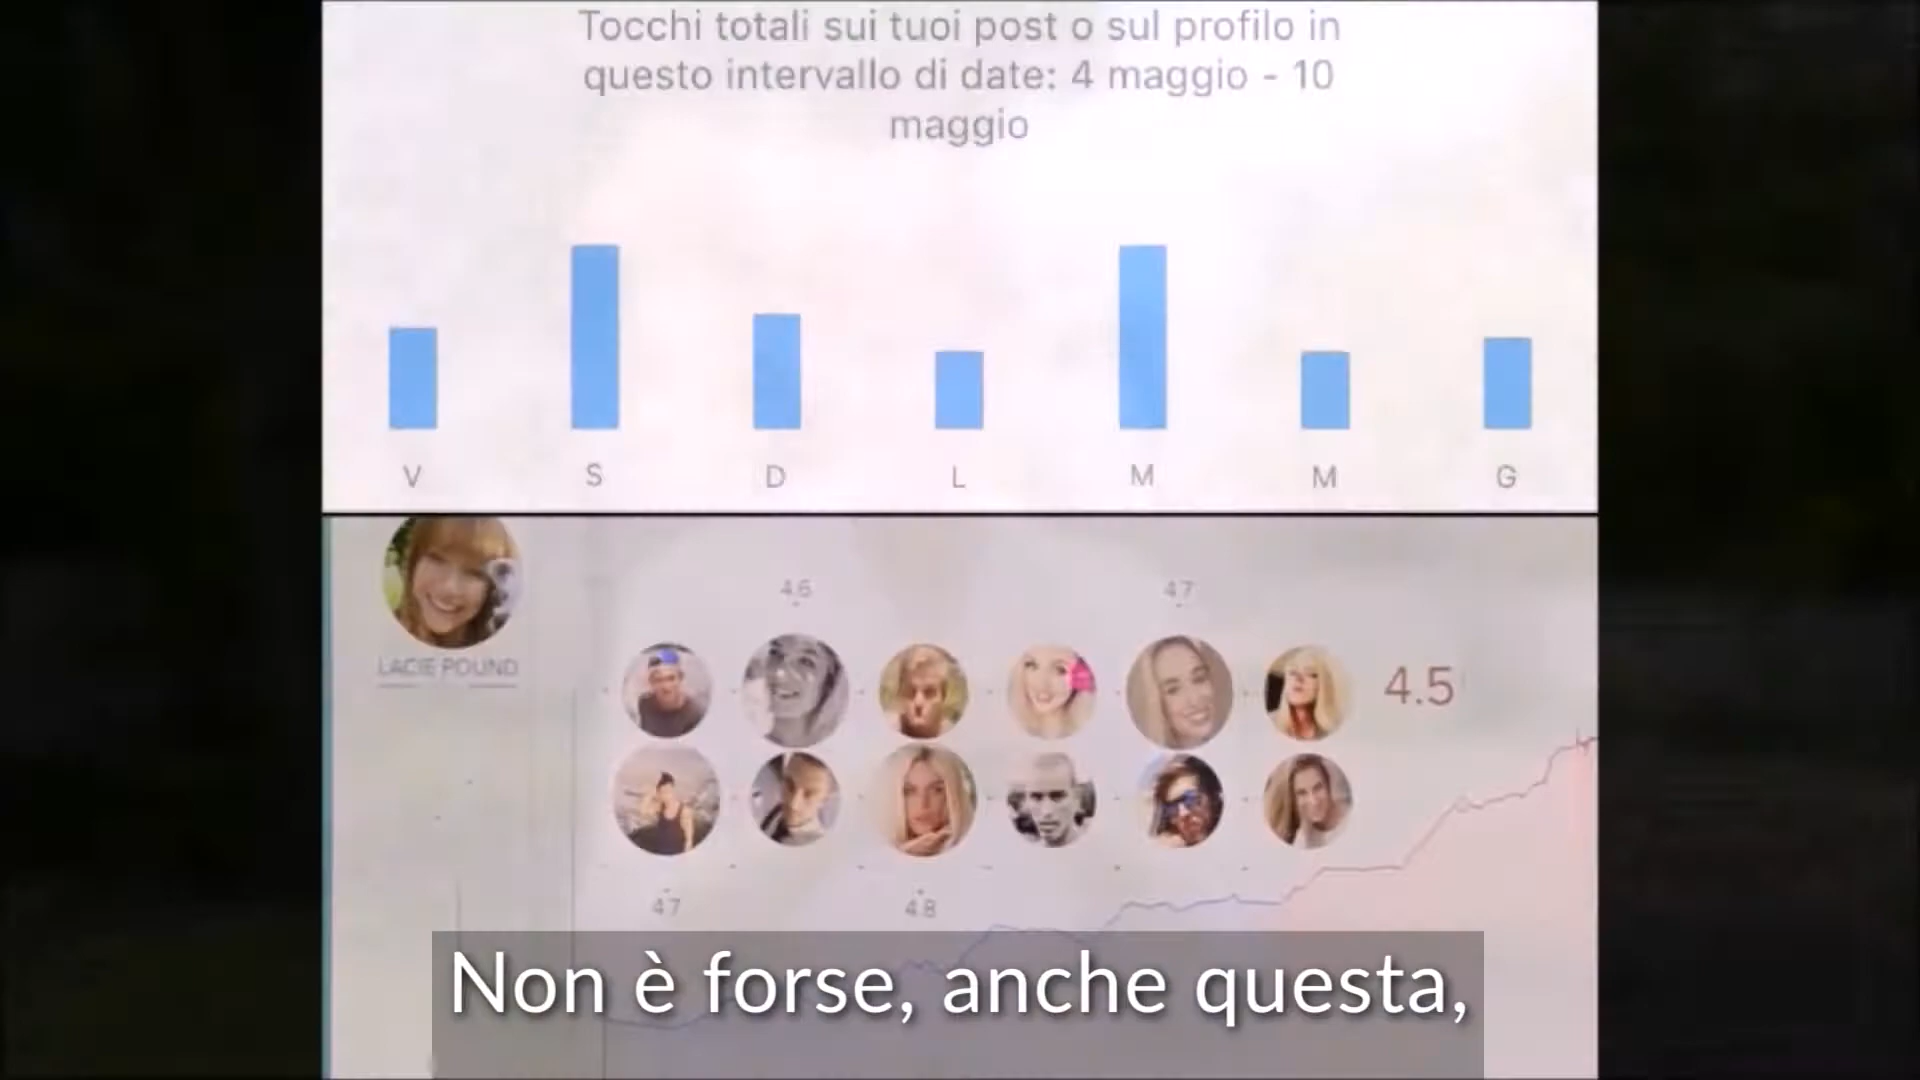 Tocchi totali sui tuoi post o sul profilo in
questo intervallo di date: 4 maggio - 10
maggio
V S D L M M G
LACIE POUND
4.6 4.7
4.5
4.7 4.8
Non è forse, anche questa,